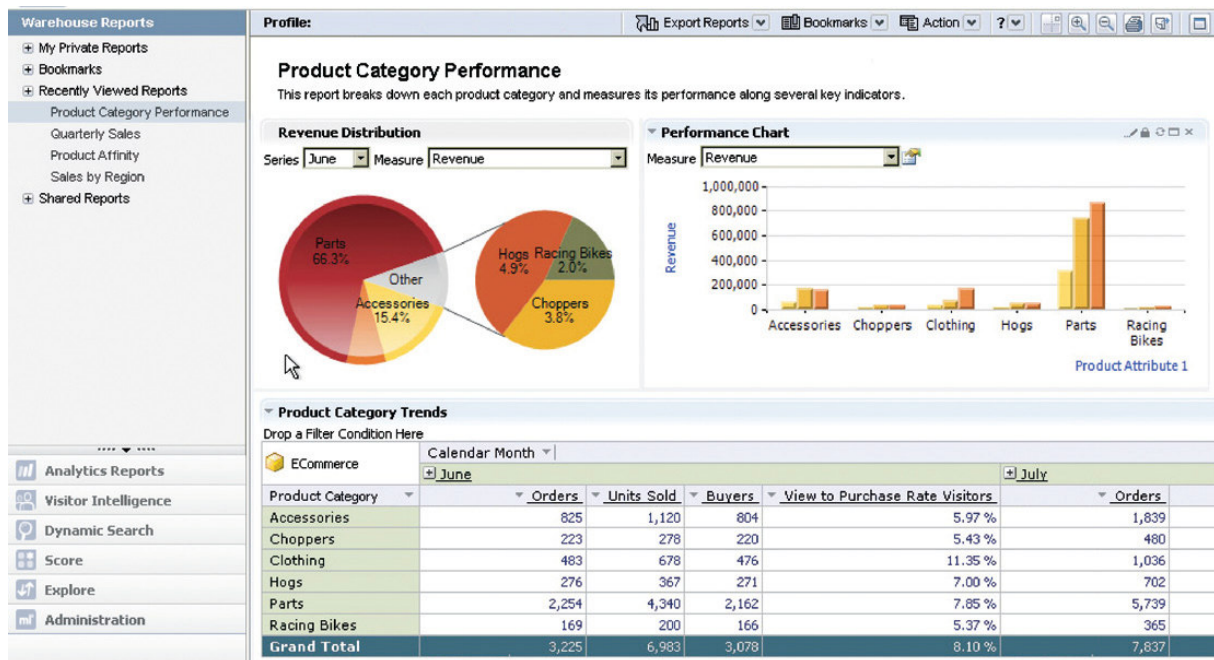 Warehouse Reports
My Private Reports
Bookmarks
Recently Viewed Reports
Product Category Performance
Quarterly Sales
Product Affinity
Sales by Region
Shared Reports
Analytics Reports
Visitor Intelligence
Dynamic Search
Score
Explore
Administration
Profile: Export Reports Bookmarks Action ?
Product Category Performance
This report breaks down each product category and measures its performance along several key indicators.
Revenue Distribution
Series June Measure Revenue
Parts
66.3%
Other
Accessories
15.4%
Hogs
4.9%
Racing Bikes
2.0%
Choppers
3.8%
Performance Chart
Measure Revenue
Revenue
1,000,000
800,000
600,000
400,000
200,000
0
Accessories Choppers Clothing Hogs Parts Racing Bikes
Product Attribute 1
Product Category Trends
Drop a Filter Condition Here
ECommerce Calendar Month
June July
Product Category Orders Units Sold Buyers View to Purchase Rate Visitors Orders
Accessories 825 1,120 804 5.97 % 1,839
Choppers 223 278 220 5.43 % 480
Clothing 483 678 476 11.35 % 1,036
Hogs 276 367 271 7.00 % 702
Parts 2,254 4,340 2,162 7.85 % 5,739
Racing Bikes 169 200 166 5.37 % 365
Grand Total 3,225 6,983 3,078 8.10 % 7,837